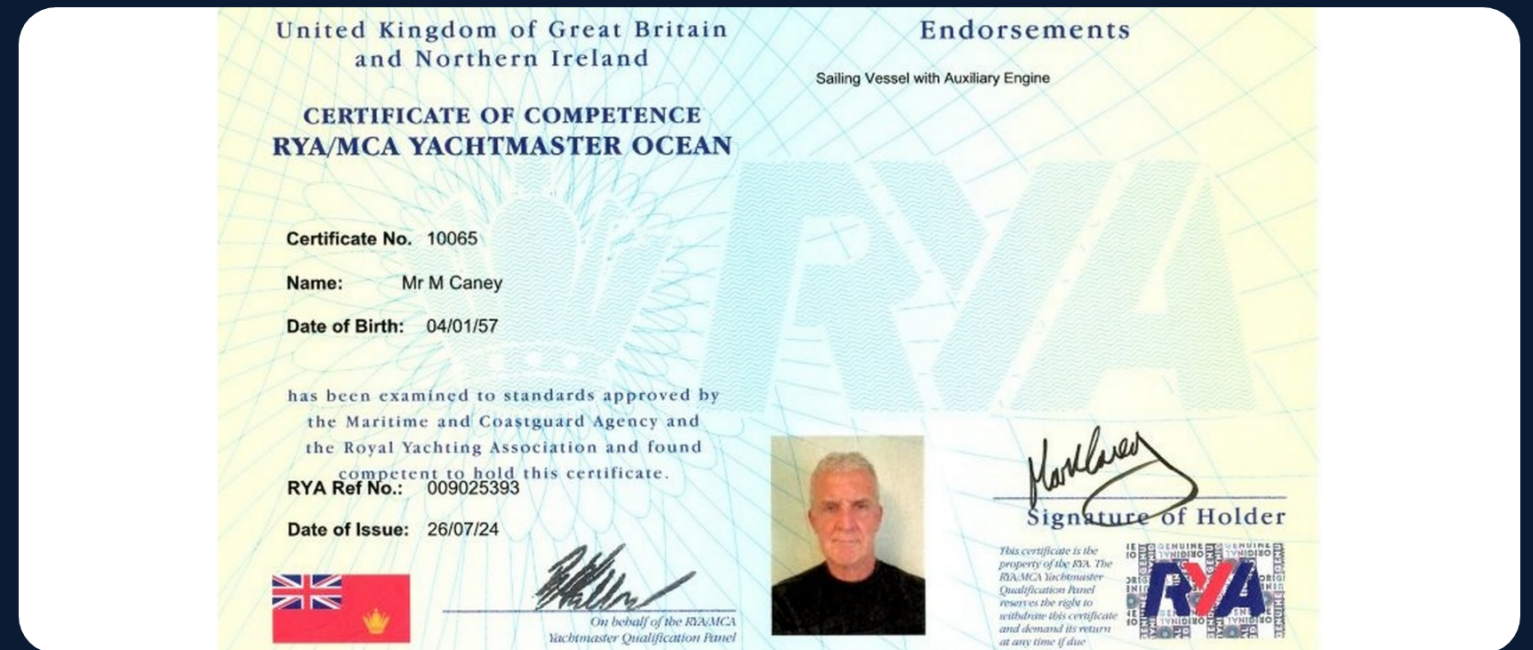 United Kingdom of Great Britain
and Northern Ireland
CERTIFICATE OF COMPETENCE
RYA/MCA YACHTMASTER OCEAN
Certificate No. 10065
Name: Mr M Caney
Date of Birth: 04/01/57
has been examined to standards approved by
the Maritime and Coastguard Agency and
the Royal Yachting Association and found
competent to hold this certificate.
RYA Ref No.: 009025393
Date of Issue: 26/07/24
On behalf of the RYA/MCA
Yachtmaster Qualification Panel
Endorsements
Sailing Vessel with Auxiliary Engine
RYA
Mark Caney
Signature of Holder
This certificate is the
property of the RYA. The
RYA/MCA Yachtmaster
Qualification Panel
reserves the right to
withdraw this certificate
and demand its return
at any time if due
GENUINE
RYA